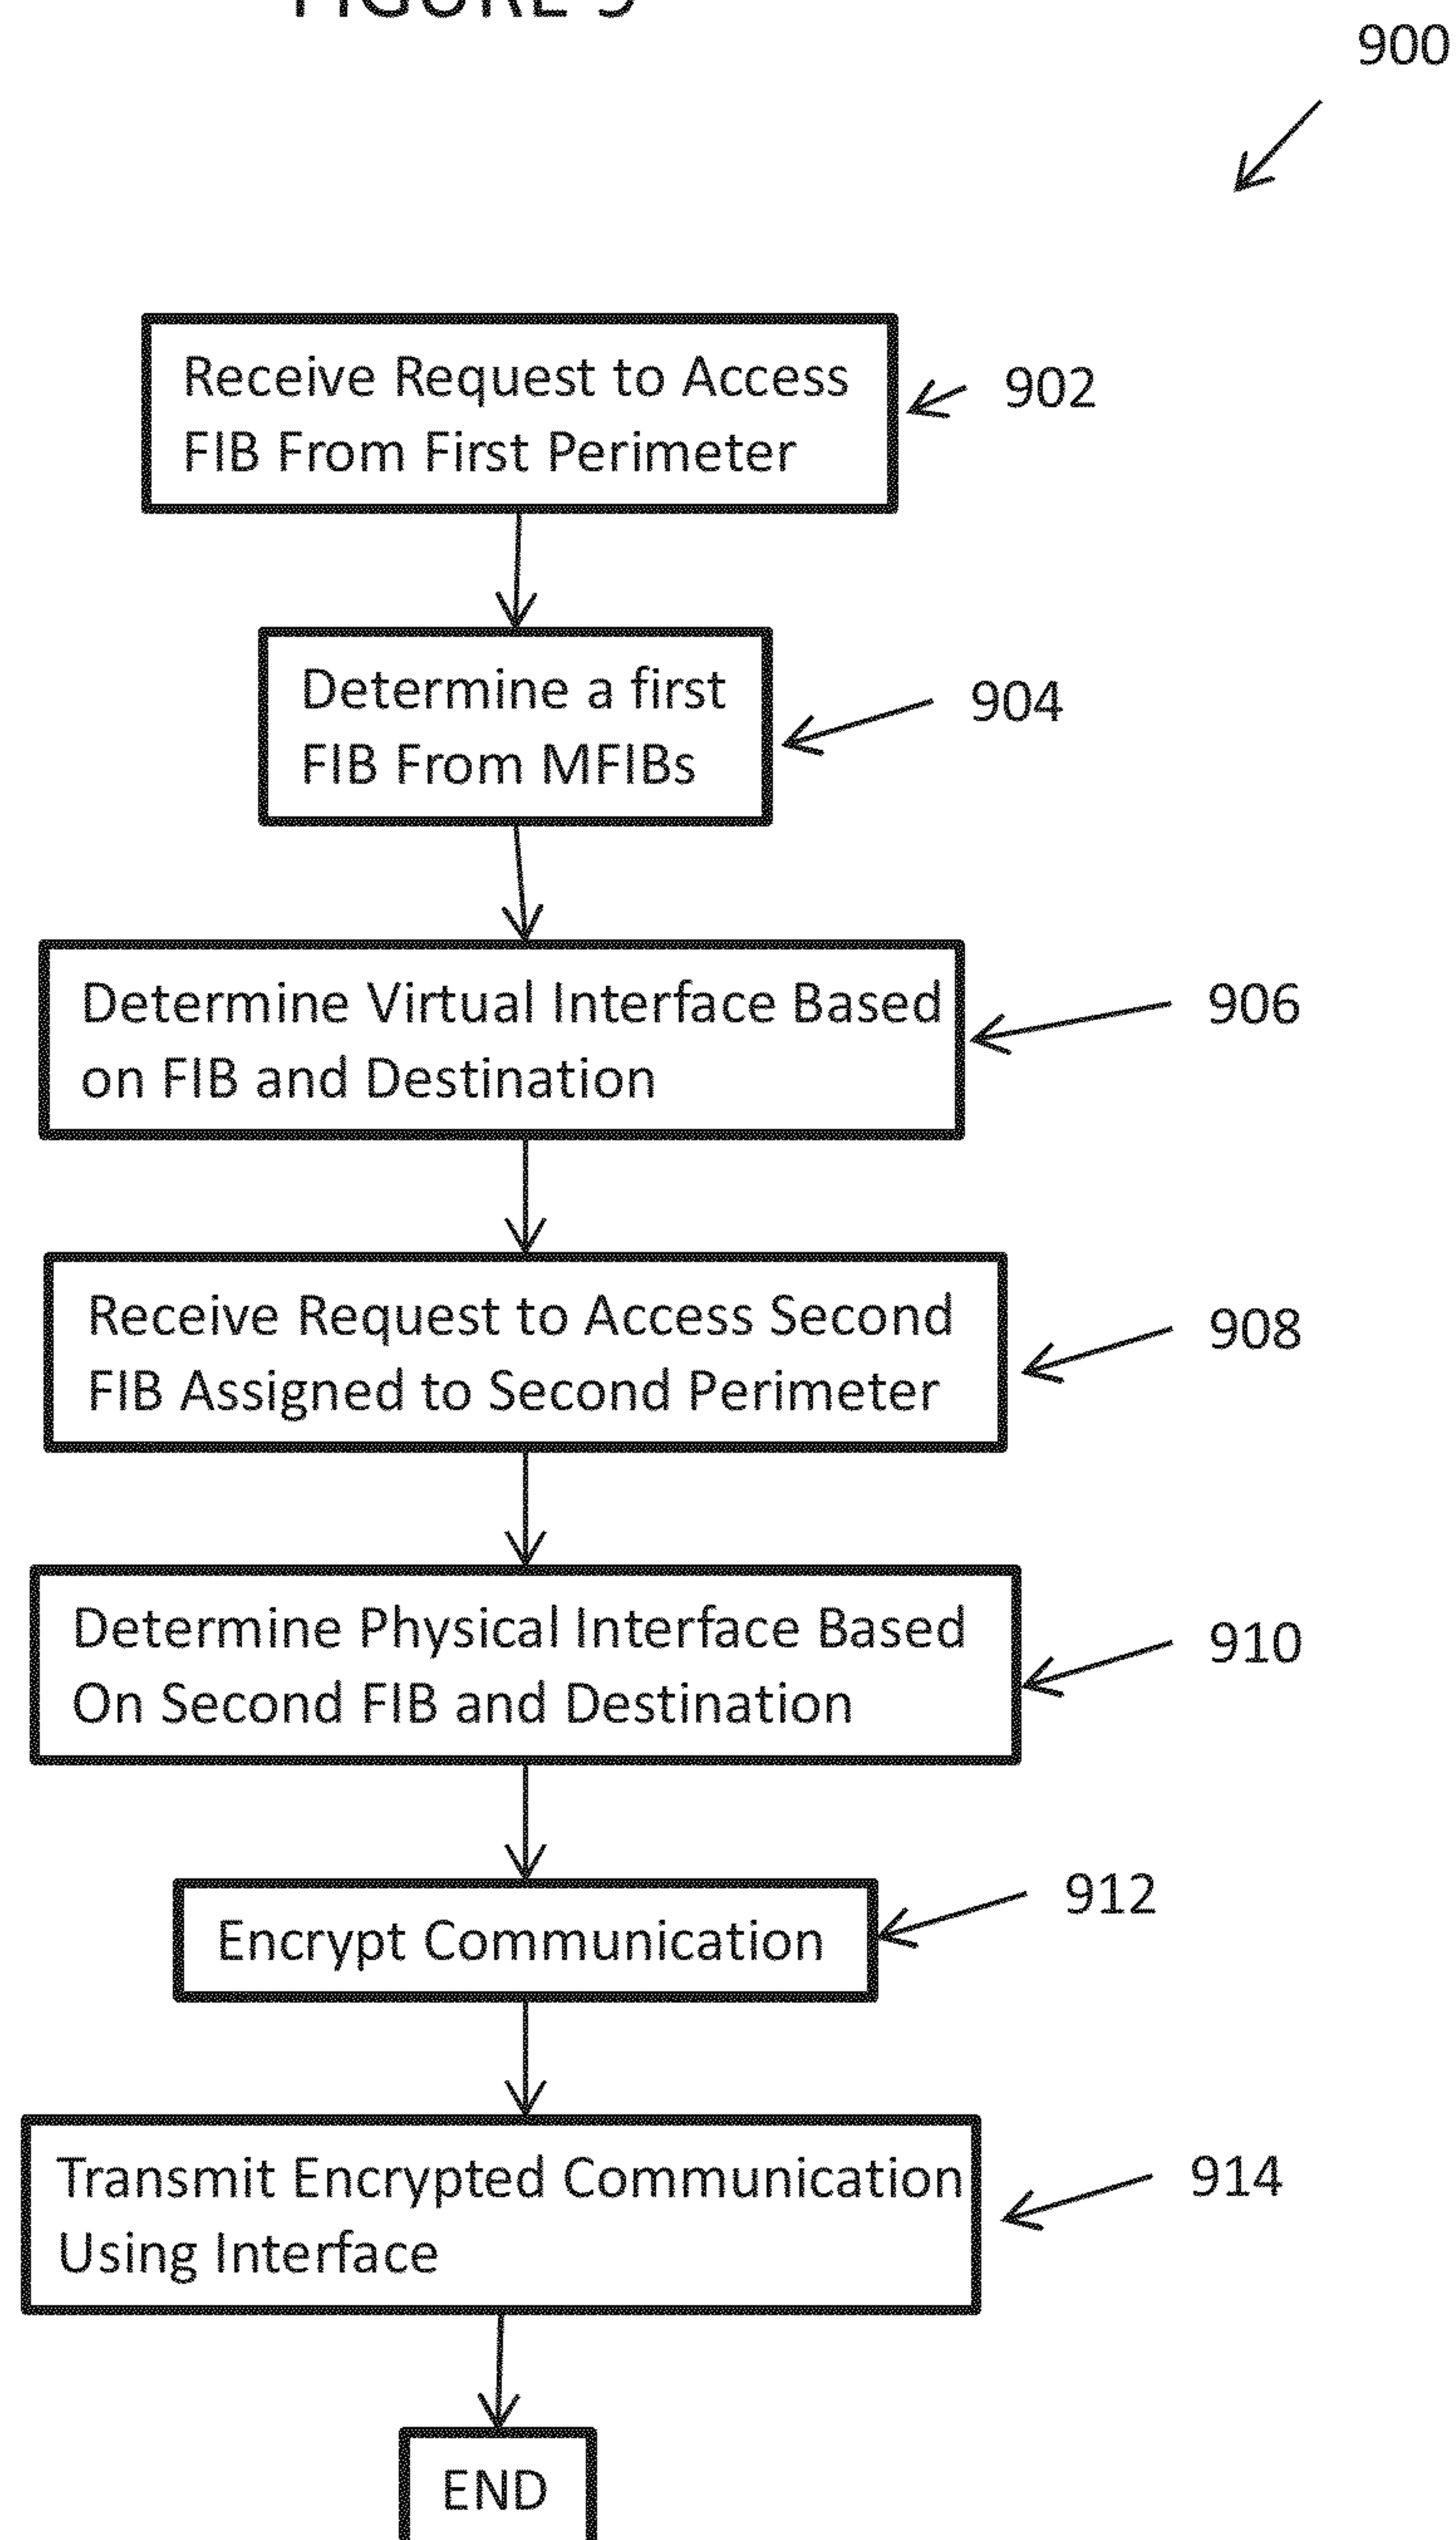 FIGURE 9
900
Receive Request to Access
FIB From First Perimeter
902
Determine a first
FIB From MFIBs
904
Determine Virtual Interface Based
on FIB and Destination
906
Receive Request to Access Second
FIB Assigned to Second Perimeter
908
Determine Physical Interface Based
On Second FIB and Destination
910
Encrypt Communication
912
Transmit Encrypted Communication
Using Interface
914
END